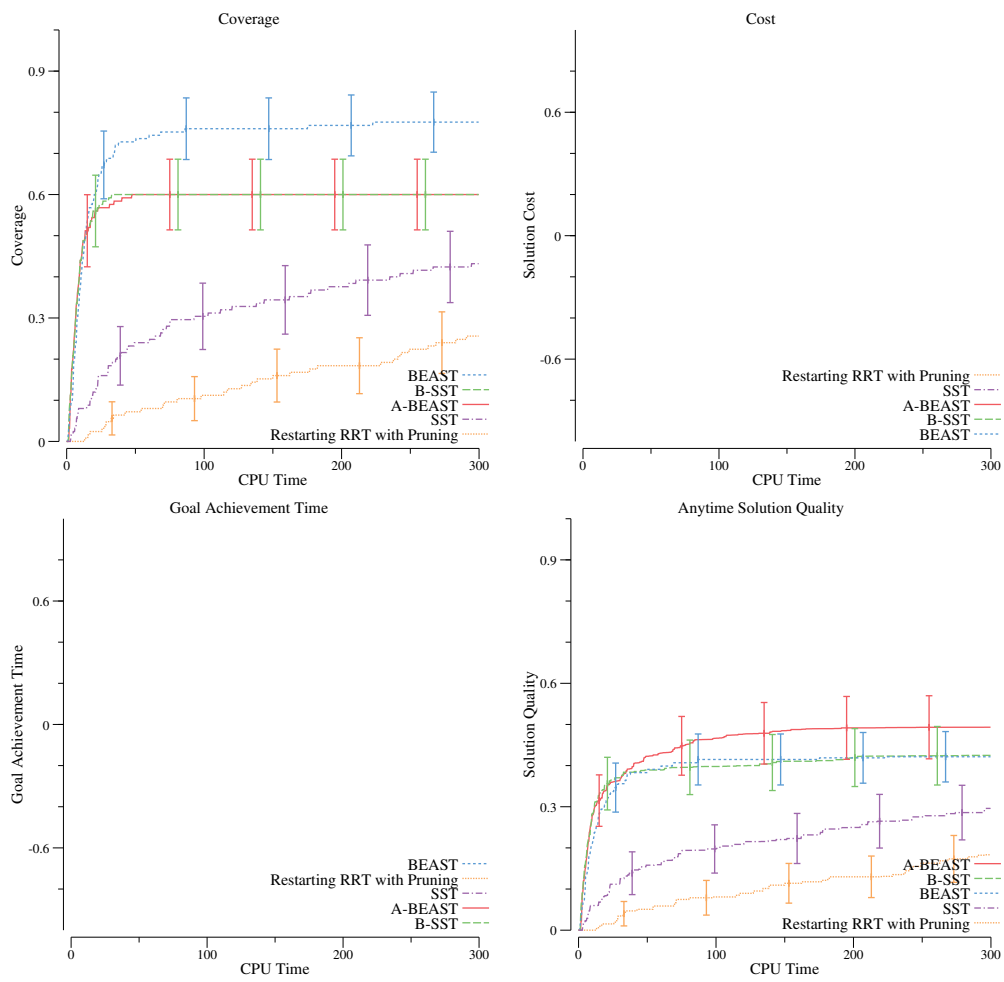 Coverage
0.9
0.6
0.3
0
Coverage
BEAST
B-SST
A-BEAST
SST
Restarting RRT with Pruning
0
100
200
300
CPU Time
Cost
0.6
0
-0.6
Solution Cost
Restarting RRT with Pruning
SST
A-BEAST
B-SST
BEAST
0
100
200
300
CPU Time
Goal Achievement Time
0.6
0
-0.6
Goal Achievement Time
BEAST
Restarting RRT with Pruning
SST
A-BEAST
B-SST
0
100
200
300
CPU Time
Anytime Solution Quality
0.9
0.6
0.3
0
Solution Quality
A-BEAST
B-SST
BEAST
SST
Restarting RRT with Pruning
0
100
200
300
CPU Time